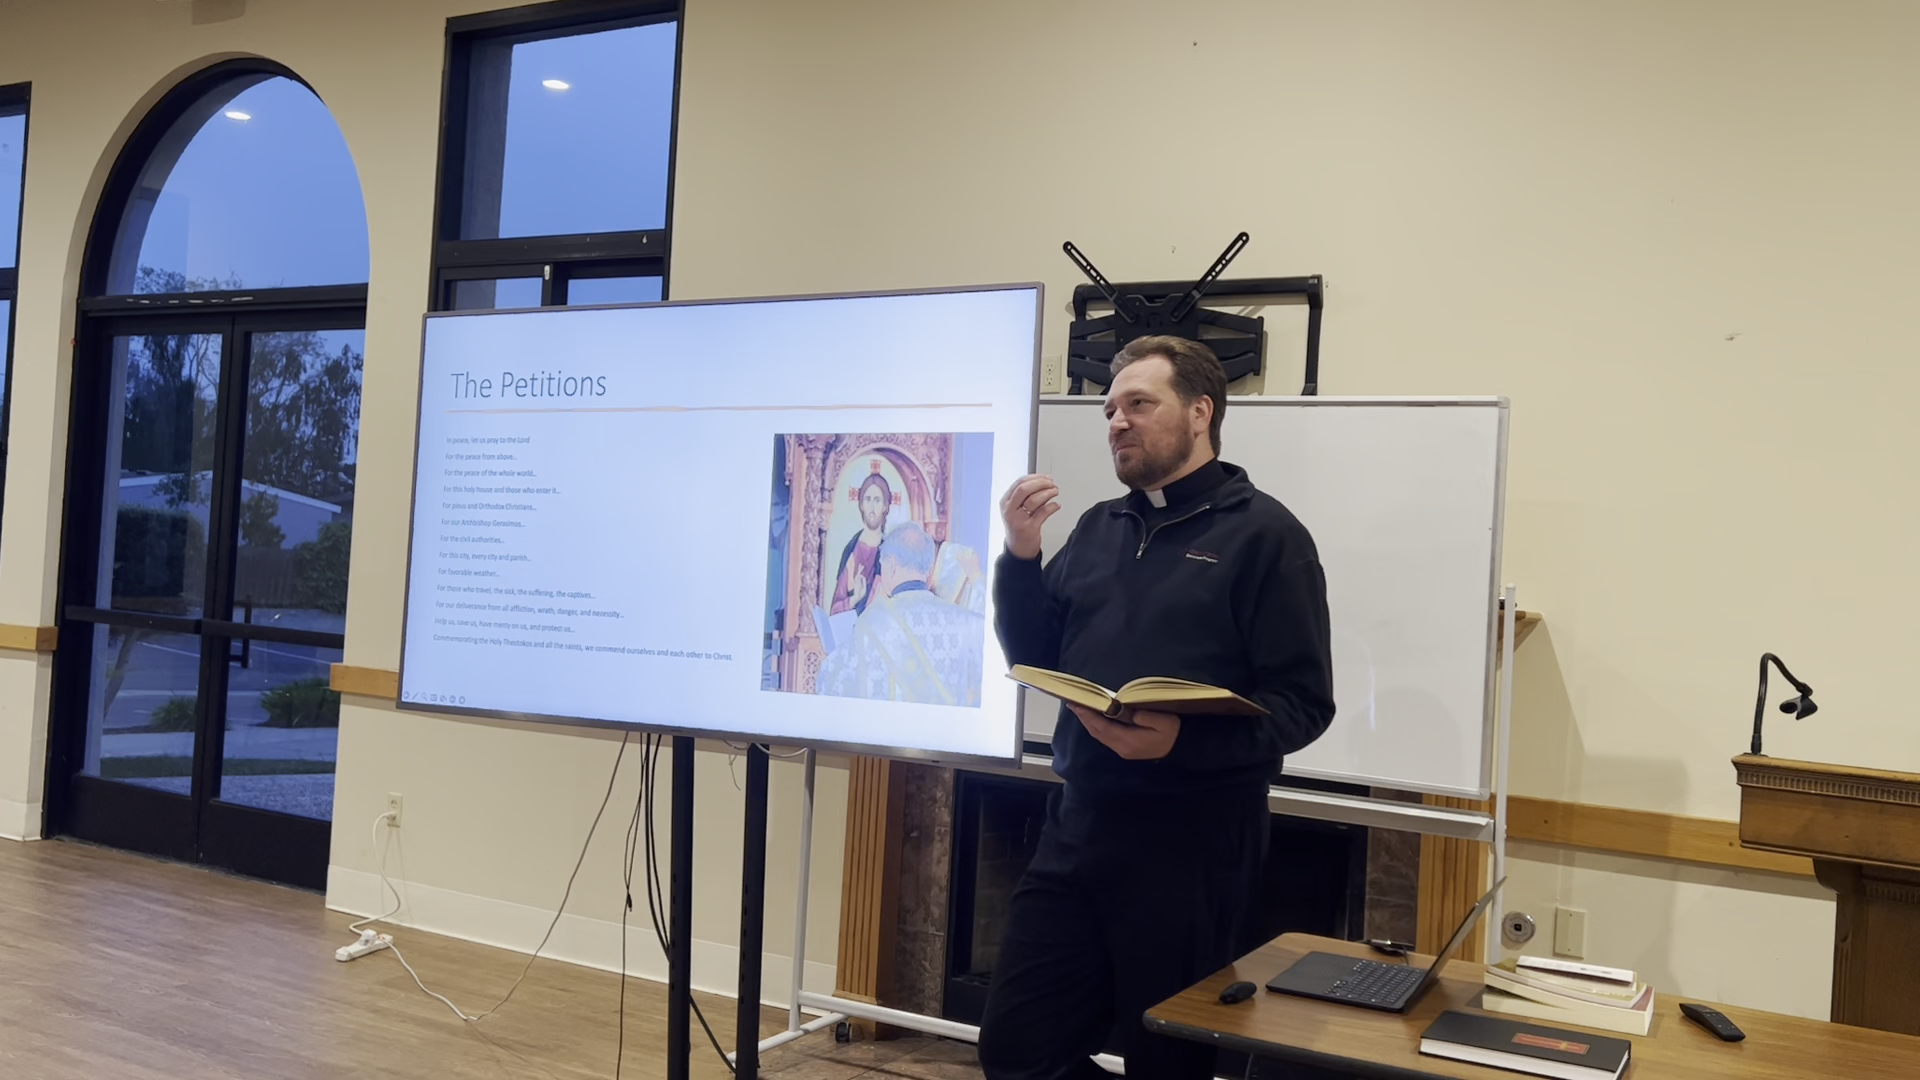 The Petitions
In peace, let us pray to the Lord
For the peace from above...
For the peace of the whole world...
For this holy house and those who enter it...
For pious and Orthodox Christians...
For our Archbishop Gerasimos...
For the civil authorities...
For this city, every city and parish...
For favorable weather...
For those who travel, the sick, the suffering, the captives...
For our deliverance from all affliction, wrath, danger, and necessity...
Help us, save us, have mercy on us, and protect us...
Commemorating the Holy Theotokos and all the saints, we commend ourselves and each other to Christ.